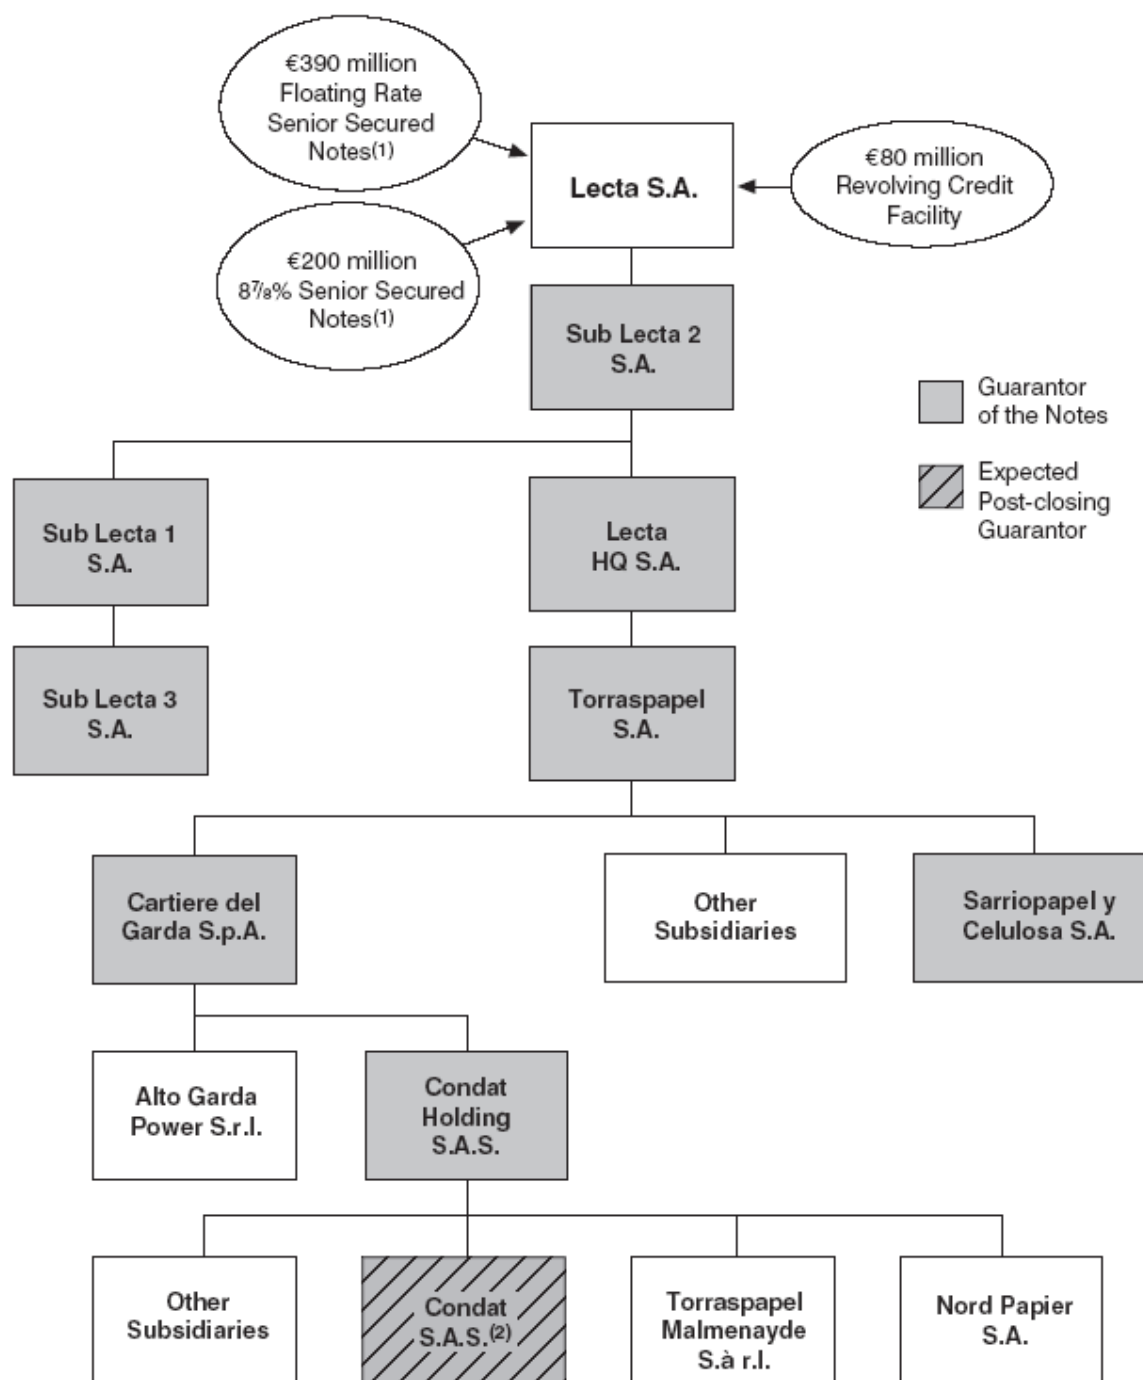 €390 million
Floating Rate
Senior Secured
Notes(1)
Lecta S.A.
€80 million
Revolving Credit
Facility
€200 million
8⅞% Senior Secured
Notes(1)
Sub Lecta 2
S.A.
Guarantor
of the Notes
Expected
Post-closing
Guarantor
Sub Lecta 1
S.A.
Lecta
HQ S.A.
Sub Lecta 3
S.A.
Torraspapel
S.A.
Cartiere del
Garda S.p.A.
Other
Subsidiaries
Sarriopapel y
Celulosa S.A.
Alto Garda
Power S.r.l.
Condat
Holding
S.A.S.
Other
Subsidiaries
Condat
S.A.S.(2)
Torraspapel
Malmenayde
S.à r.l.
Nord Papier
S.A.